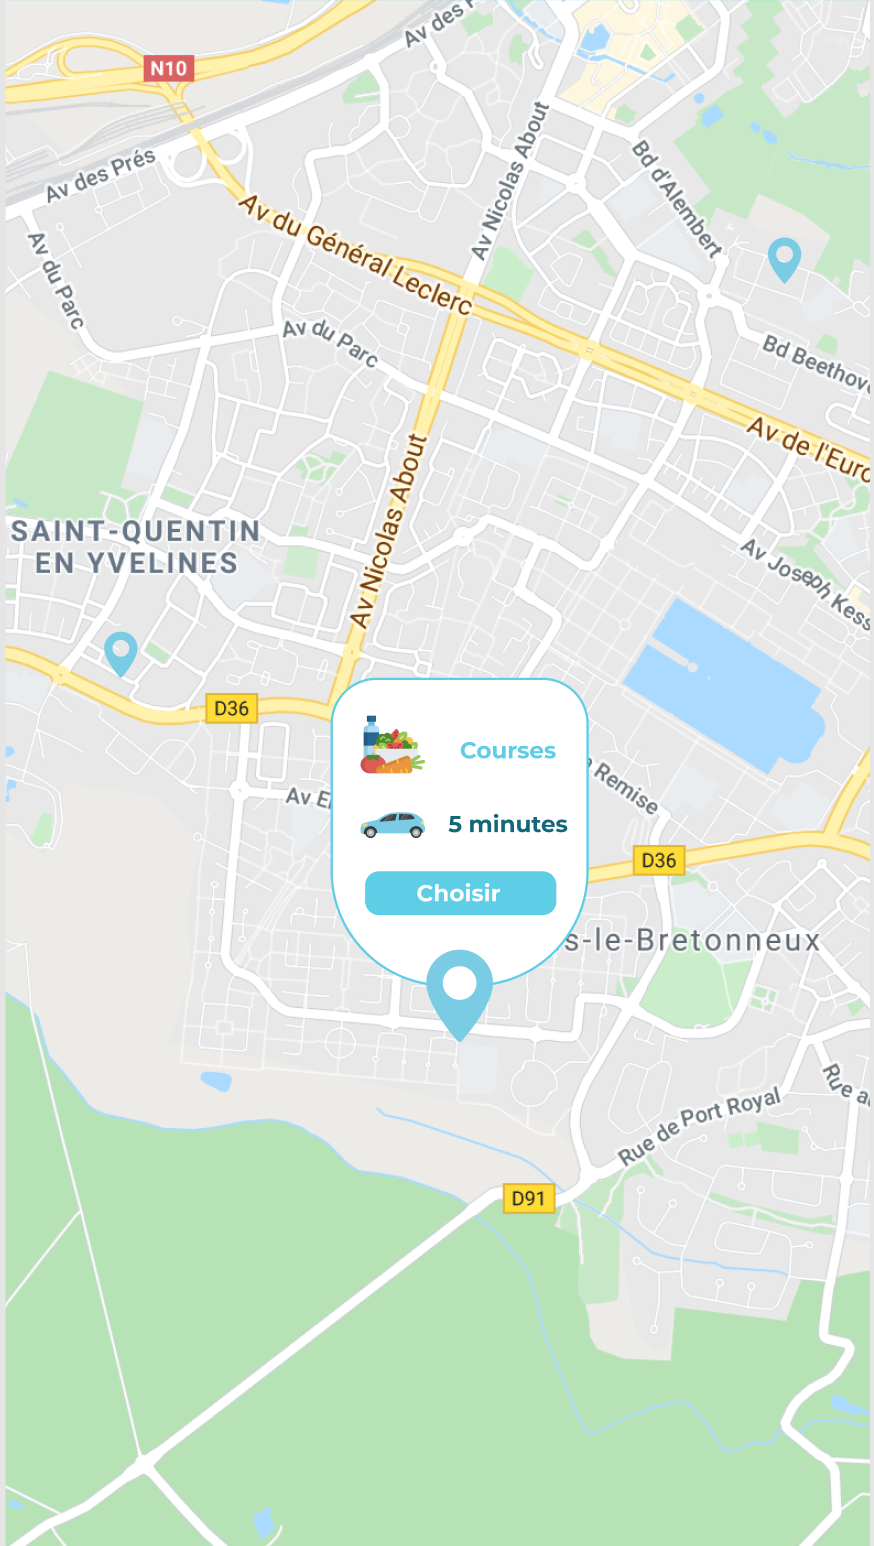 Av des
N10
Av des Prés
Av Nicolas About
Bd d'Alembert
Av du Général Leclerc
Av du Parc
Av du Parc
Bd Beethov
Av de l'Euro
Av Nicolas About
SAINT-QUENTIN
EN YVELINES
Av Joseph Kess
D36
Courses
Remise
Av
5 minutes
D36
Choisir
s-le-Bretonneux
Rue de Port Royal
Rue
D91